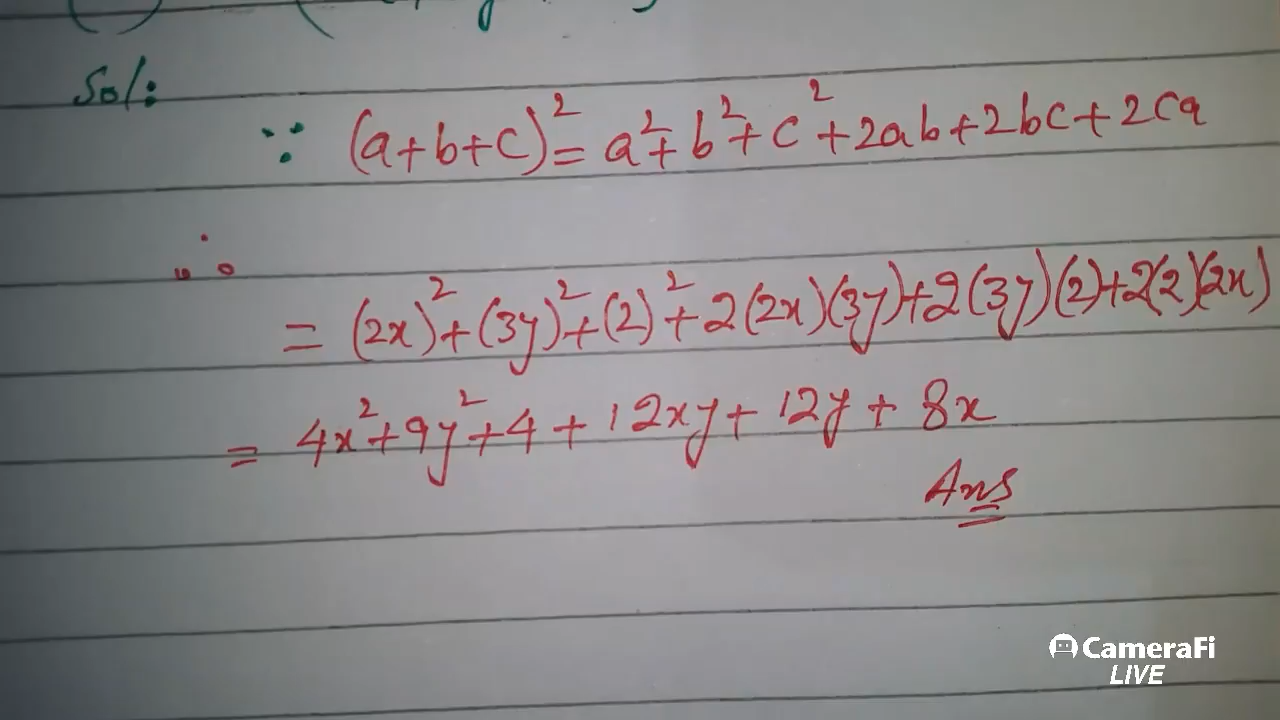 Sol:
∵ (a+b+c)² = a²+b²+c²+2ab+2bc+2ca
∴
= (2x)²+(3y)²+(2)²+2(2x)(3y)+2(3y)(2)+2(2)(2x)
= 4x²+9y²+4+12xy+12y+8x
Ans
CameraFi
LIVE